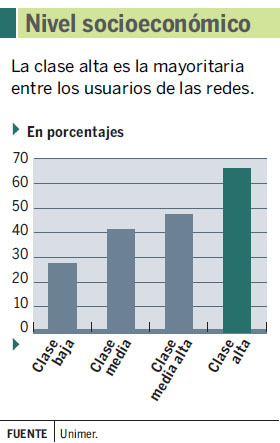 Nivel socioeconómico
La clase alta es la mayoritaria
entre los usuarios de las redes.
En porcentajes
70
60
50
40
30
20
10
0
Clase
baja
Clase
media
Clase
media alta
Clase
alta
FUENTE Unimer.